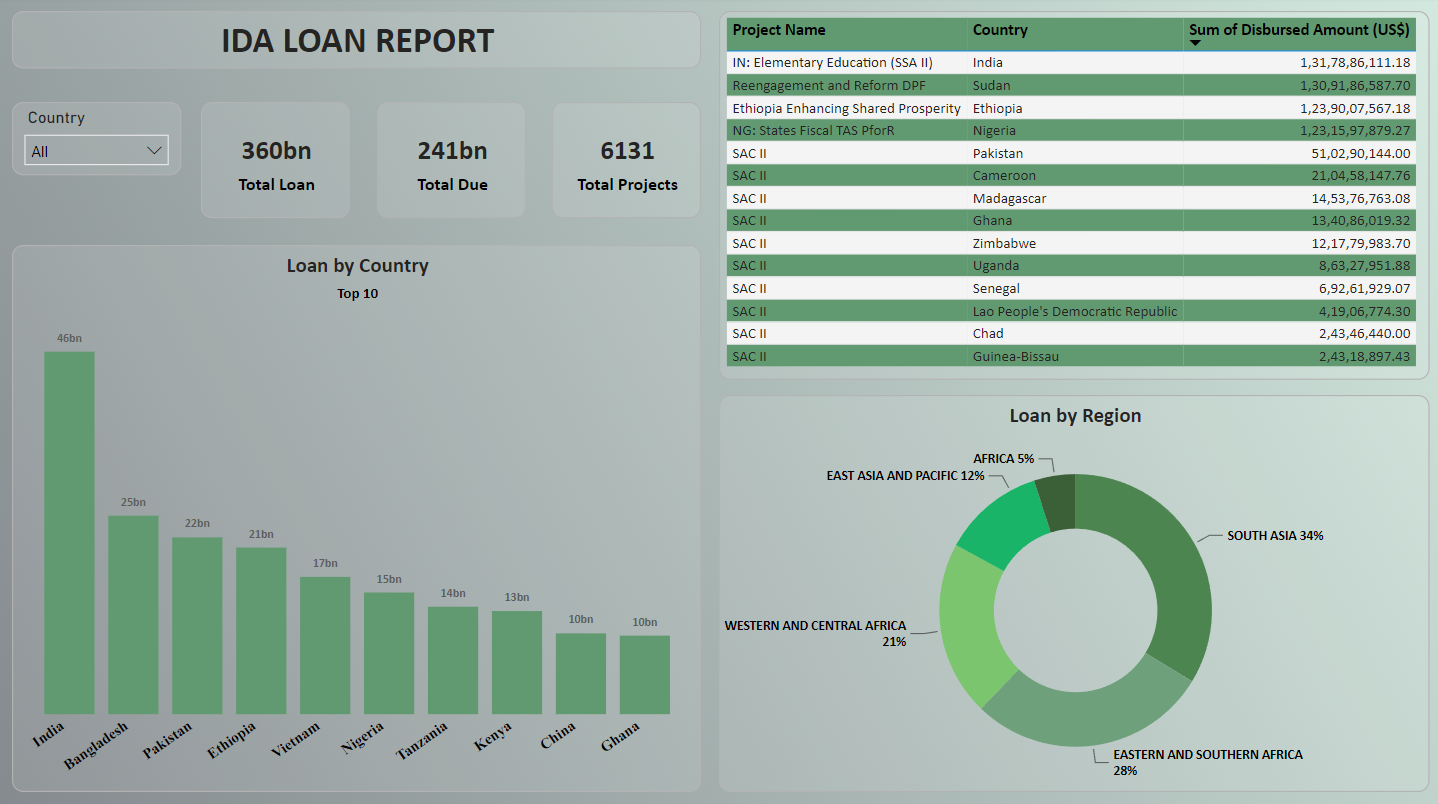 IDA LOAN REPORT
Country
All
360bn
Total Loan
241bn
Total Due
6131
Total Projects
Project Name Country Sum of Disbursed Amount (US$)
IN: Elementary Education (SSA II) India 1,31,78,86,111.18
Reengagement and Reform DPF Sudan 1,30,91,86,587.70
Ethiopia Enhancing Shared Prosperity Ethiopia 1,23,90,07,567.18
NG: States Fiscal TAS PforR Nigeria 1,23,15,97,879.27
SAC II Pakistan 51,02,90,144.00
SAC II Cameroon 21,04,58,147.76
SAC II Madagascar 14,53,76,763.08
SAC II Ghana 13,40,86,019.32
SAC II Zimbabwe 12,17,79,983.70
SAC II Uganda 8,63,27,951.88
SAC II Senegal 6,92,61,929.07
SAC II Lao People's Democratic Republic 4,19,06,774.30
SAC II Chad 2,43,46,440.00
SAC II Guinea-Bissau 2,43,18,897.43
Loan by Country
Top 10
46bn
25bn
22bn
21bn
17bn
15bn
14bn
13bn
10bn
10bn
India
Bangladesh
Pakistan
Ethiopia
Vietnam
Nigeria
Tanzania
Kenya
China
Ghana
Loan by Region
AFRICA 5%
EAST ASIA AND PACIFIC 12%
SOUTH ASIA 34%
WESTERN AND CENTRAL AFRICA
21%
EASTERN AND SOUTHERN AFRICA
28%